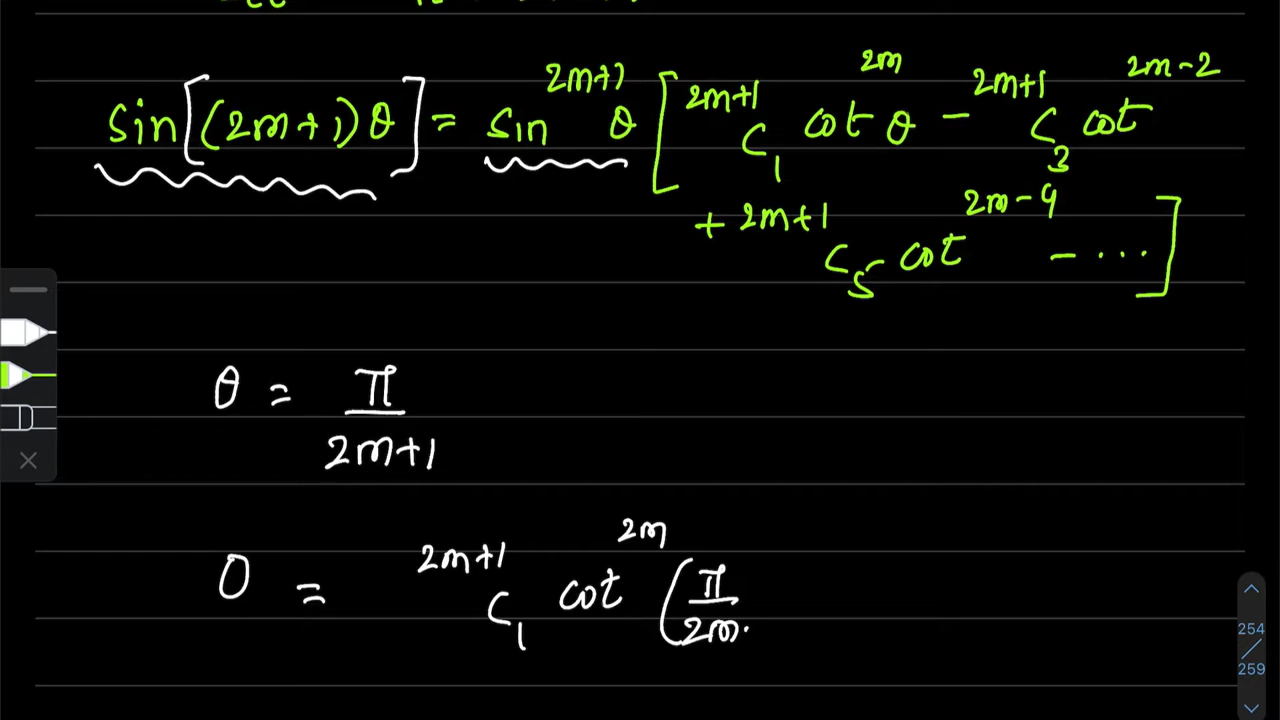 sin[(2m+1)θ] = sin^{2m+1} θ [ ^{2m+1}C_1 cot^{2m} θ - ^{2m+1}C_3 cot^{2m-2}
+ ^{2m+1}C_5 cot^{2m-4} - ... ]
θ = π / 2m+1
0 = ^{2m+1}C_1 cot^{2m} (π / 2m
254 / 259